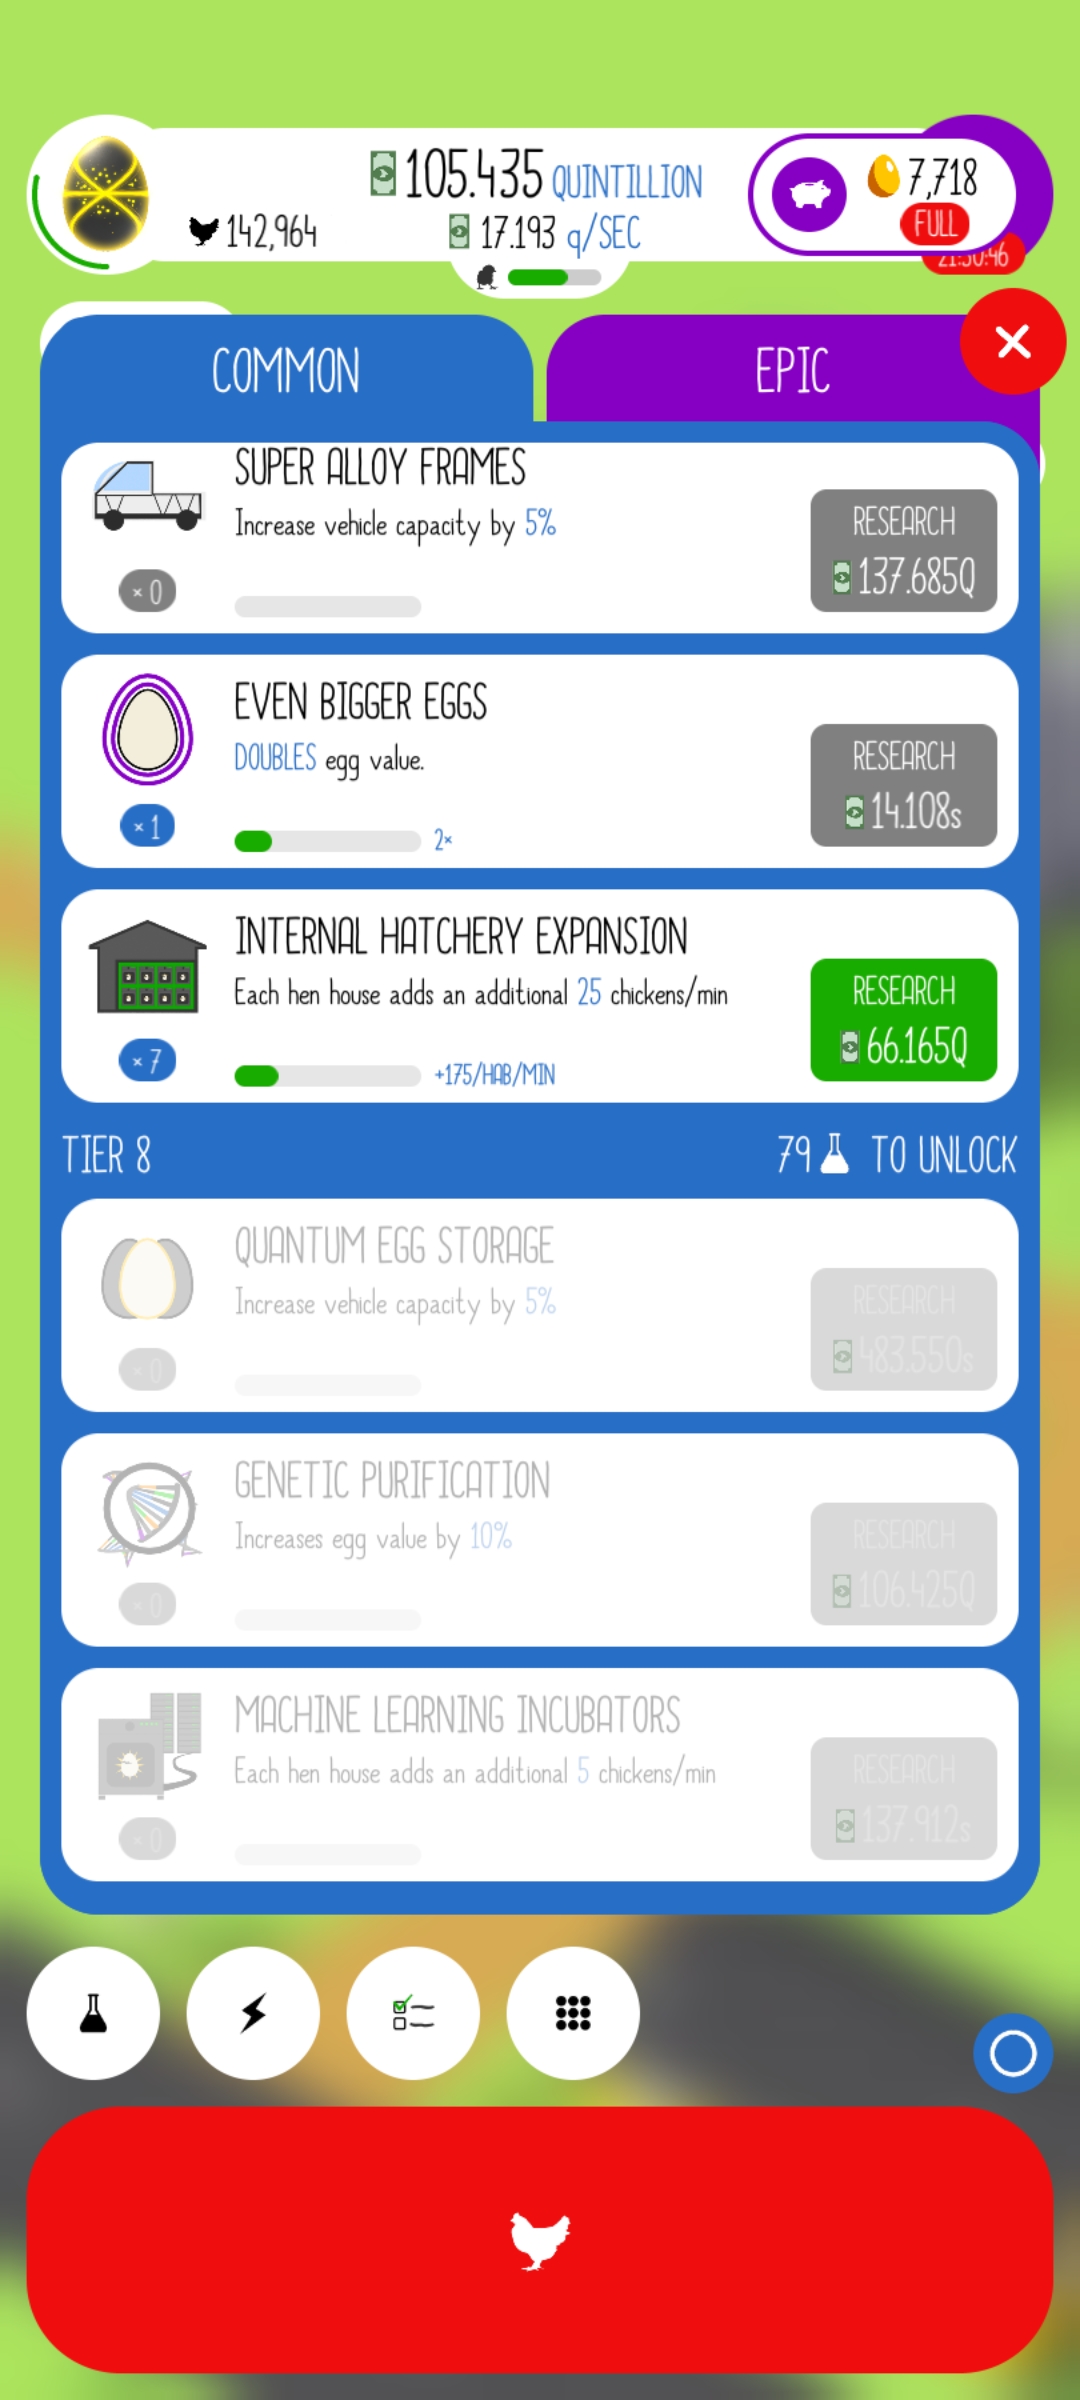 105.435 QUINTILLION
7,718
142,964
17.193 q/SEC
FULL
21:30:46
COMMON
EPIC
SUPER ALLOY FRAMES
Increase vehicle capacity by 5%
RESEARCH
137.685Q
× 0
EVEN BIGGER EGGS
DOUBLES egg value.
RESEARCH
14.108s
× 1
2×
INTERNAL HATCHERY EXPANSION
Each hen house adds an additional 25 chickens/min
RESEARCH
66.165Q
× 7
+175/HAB/MIN
TIER 8
79 TO UNLOCK
QUANTUM EGG STORAGE
Increase vehicle capacity by 5%
RESEARCH
483.550s
× 0
GENETIC PURIFICATION
Increases egg value by 10%
RESEARCH
106.425Q
× 0
MACHINE LEARNING INCUBATORS
Each hen house adds an additional 5 chickens/min
RESEARCH
137.912s
× 0